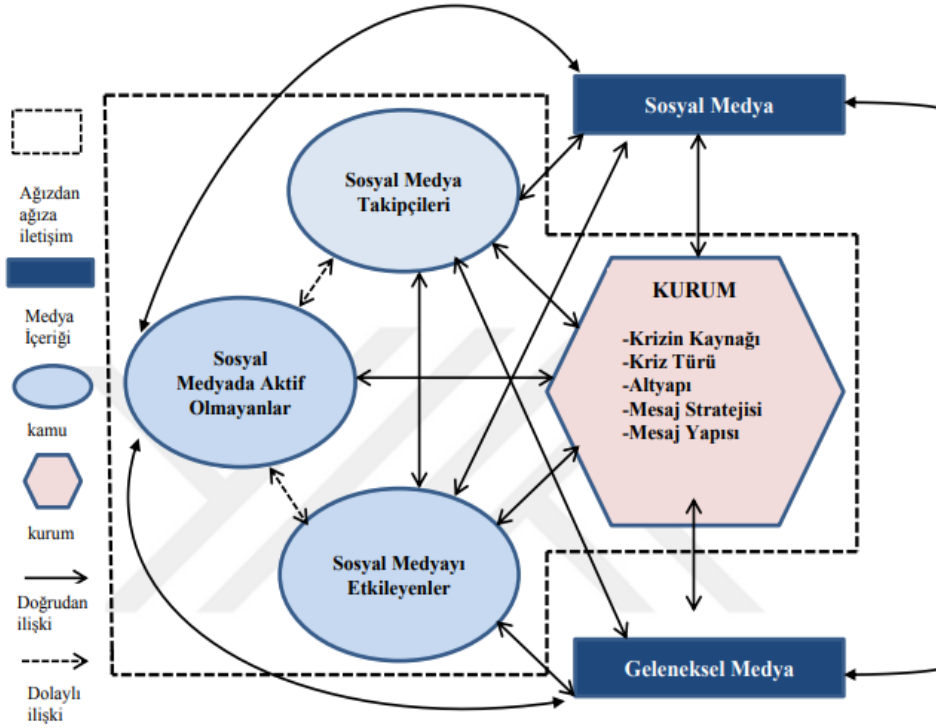 Ağızdan
ağıza
iletişim
Medya
İçeriği
kamu
kurum
Doğrudan
ilişki
Dolaylı
ilişki
Sosyal Medya
Sosyal Medya
Takipçileri
Sosyal
Medyada Aktif
Olmayanlar
Sosyal Medyayı
Etkileyenler
KURUM
-Krizin Kaynağı
-Kriz Türü
-Altyapı
-Mesaj Stratejisi
-Mesaj Yapısı
Geleneksel Medya